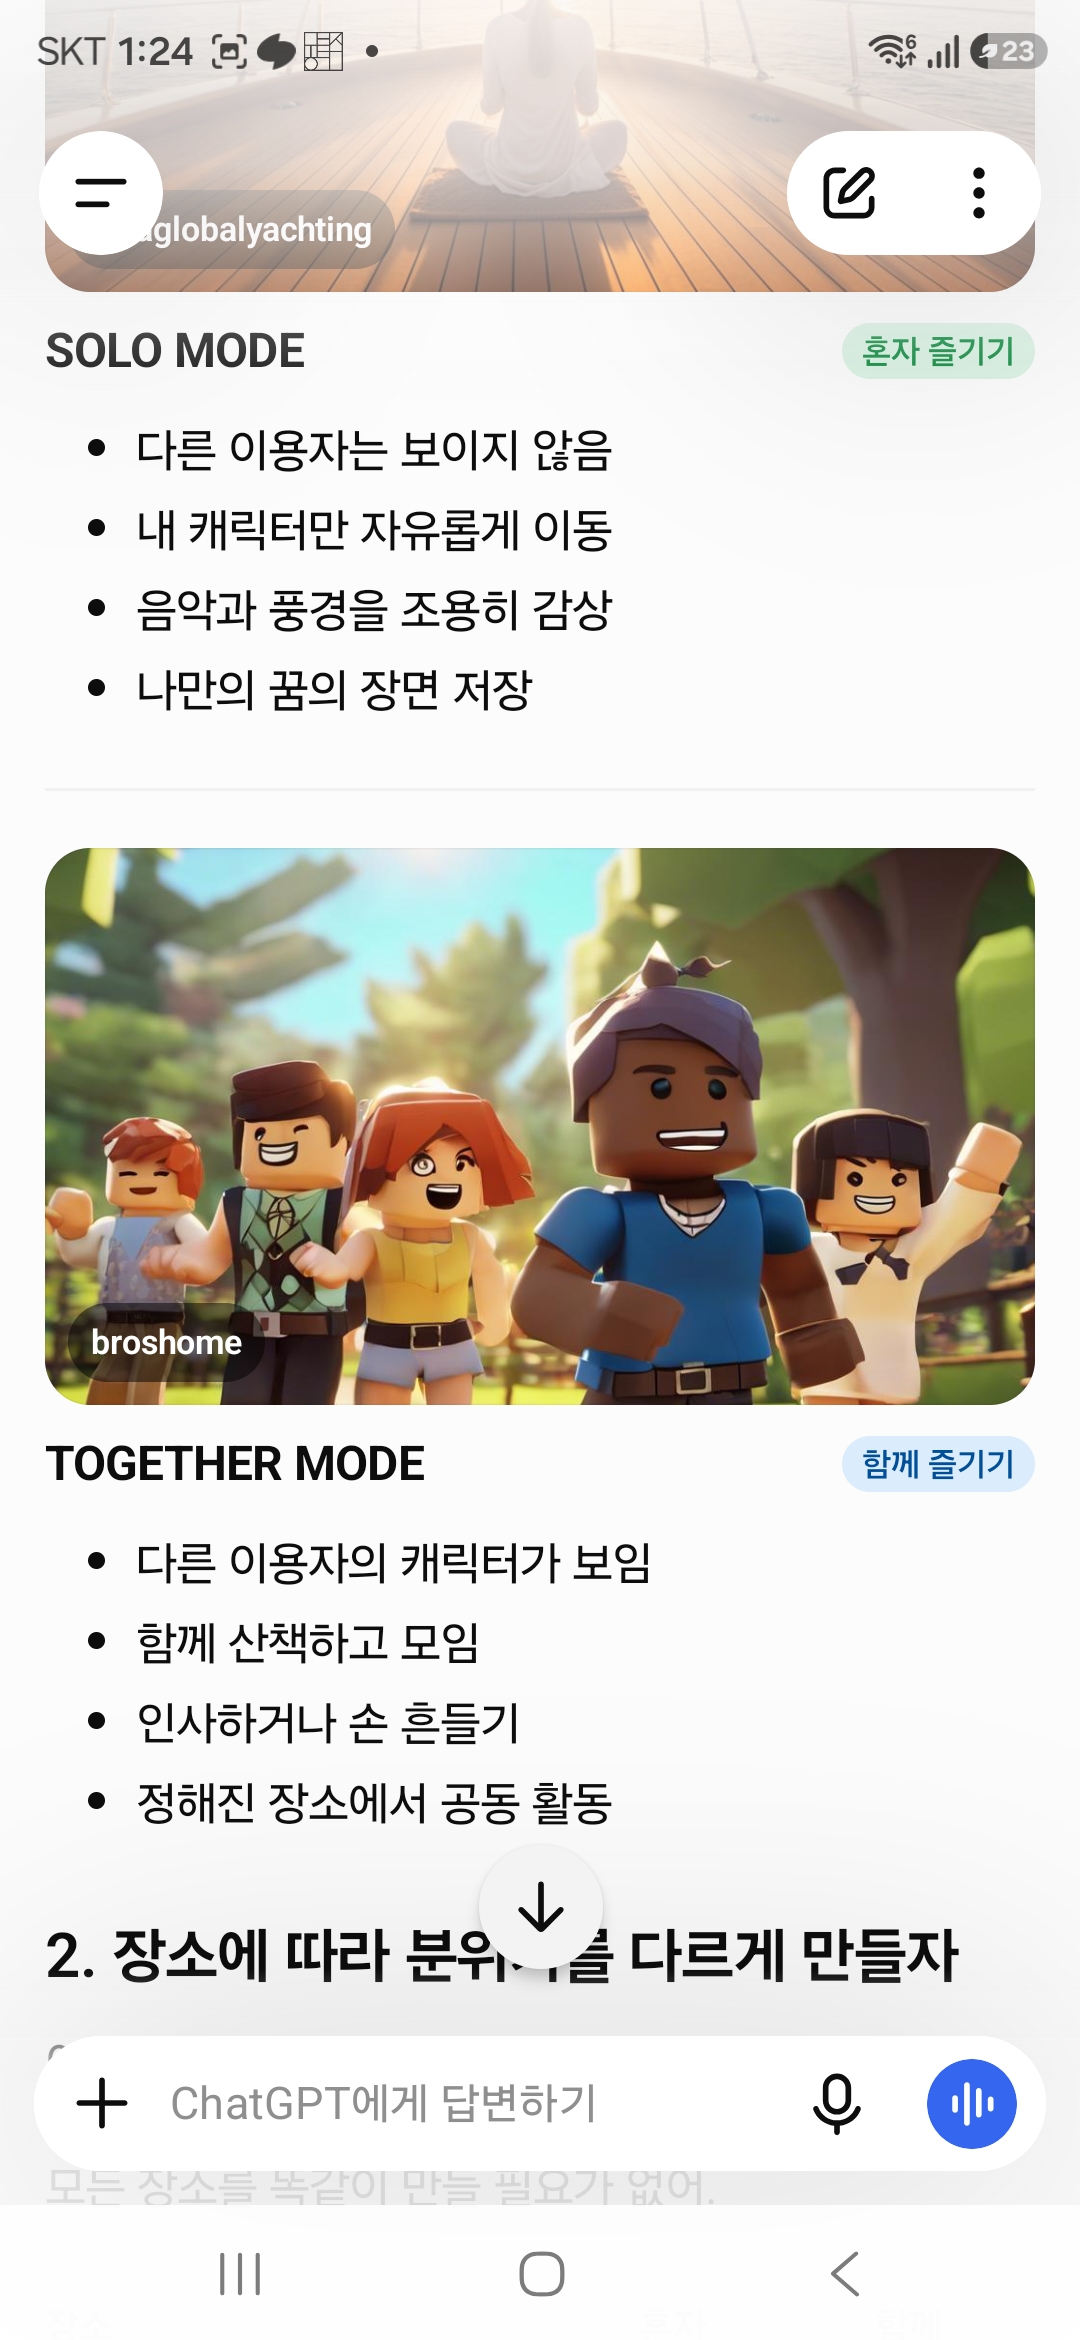 SKT 1:24
6
23
aglobalyachting
SOLO MODE
혼자 즐기기
다른 이용자는 보이지 않음
내 캐릭터만 자유롭게 이동
음악과 풍경을 조용히 감상
나만의 꿈의 장면 저장
broshome
TOGETHER MODE
함께 즐기기
다른 이용자의 캐릭터가 보임
함께 산책하고 모임
인사하거나 손 흔들기
정해진 장소에서 공동 활동
2. 장소에 따라 다르게 만들자
ChatGPT에게 답변하기
모든 장소를 똑같이 만들 필요가 없어.